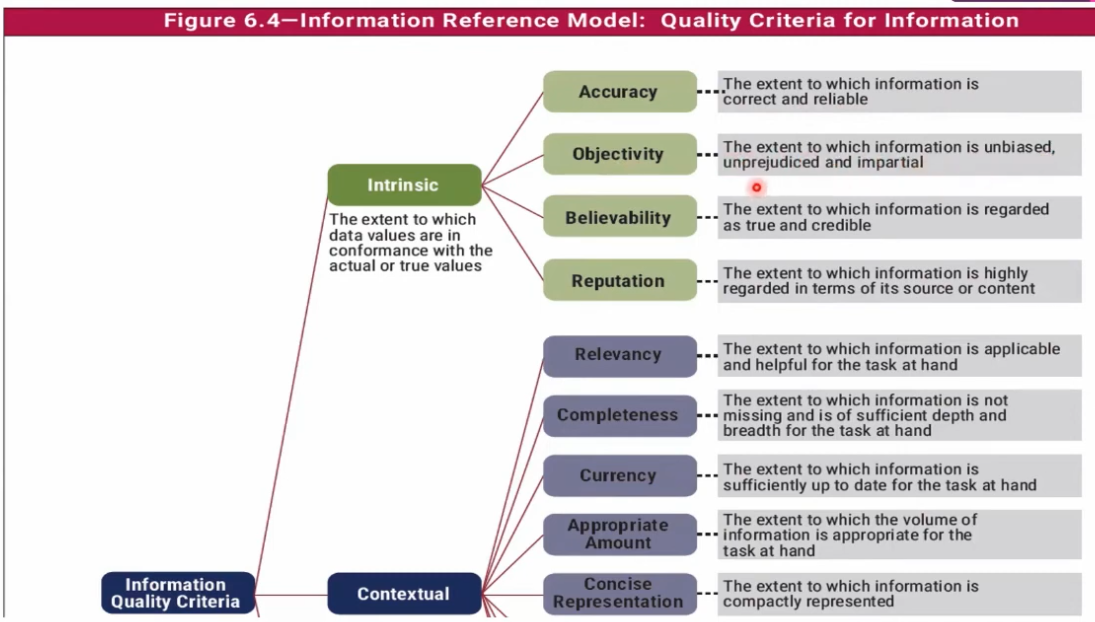 Figure 6.4—Information Reference Model: Quality Criteria for Information
Accuracy
The extent to which information is
correct and reliable
Objectivity
The extent to which information is unbiased,
unprejudiced and impartial
Intrinsic
The extent to which
data values are in
conformance with the
actual or true values
Believability
The extent to which information is regarded
as true and credible
Reputation
The extent to which information is highly
regarded in terms of its source or content
Relevancy
The extent to which information is applicable
and helpful for the task at hand
Completeness
The extent to which information is not
missing and is of sufficient depth and
breadth for the task at hand
Currency
The extent to which information is
sufficiently up to date for the task at hand
Appropriate
Amount
The extent to which the volume of
information is appropriate for the
task at hand
Information
Quality Criteria
Contextual
Concise
Representation
The extent to which information is
compactly represented